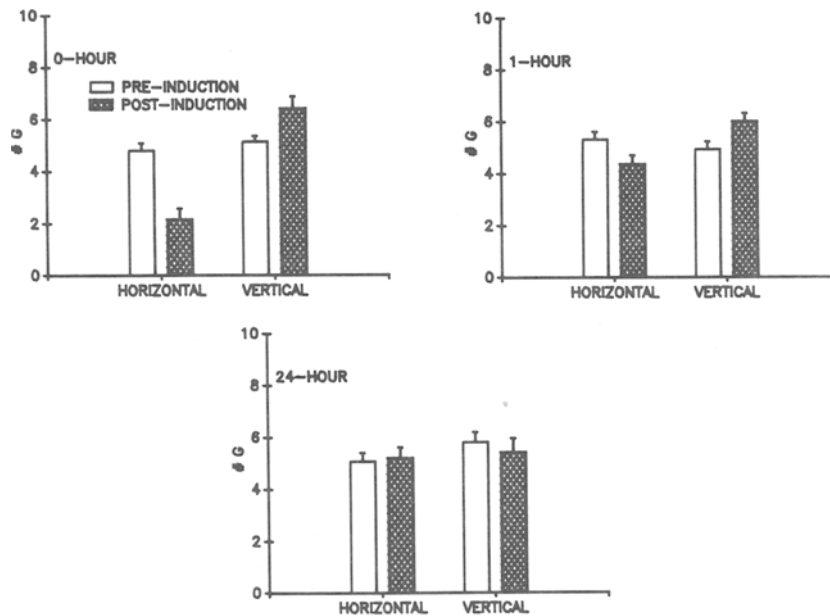 10
8
6
4
2
0
# G
0-HOUR
PRE-INDUCTION
POST-INDUCTION
HORIZONTAL VERTICAL
10
8
6
4
2
0
# G
1-HOUR
HORIZONTAL VERTICAL
10
8
6
4
2
0
# G
24-HOUR
HORIZONTAL VERTICAL